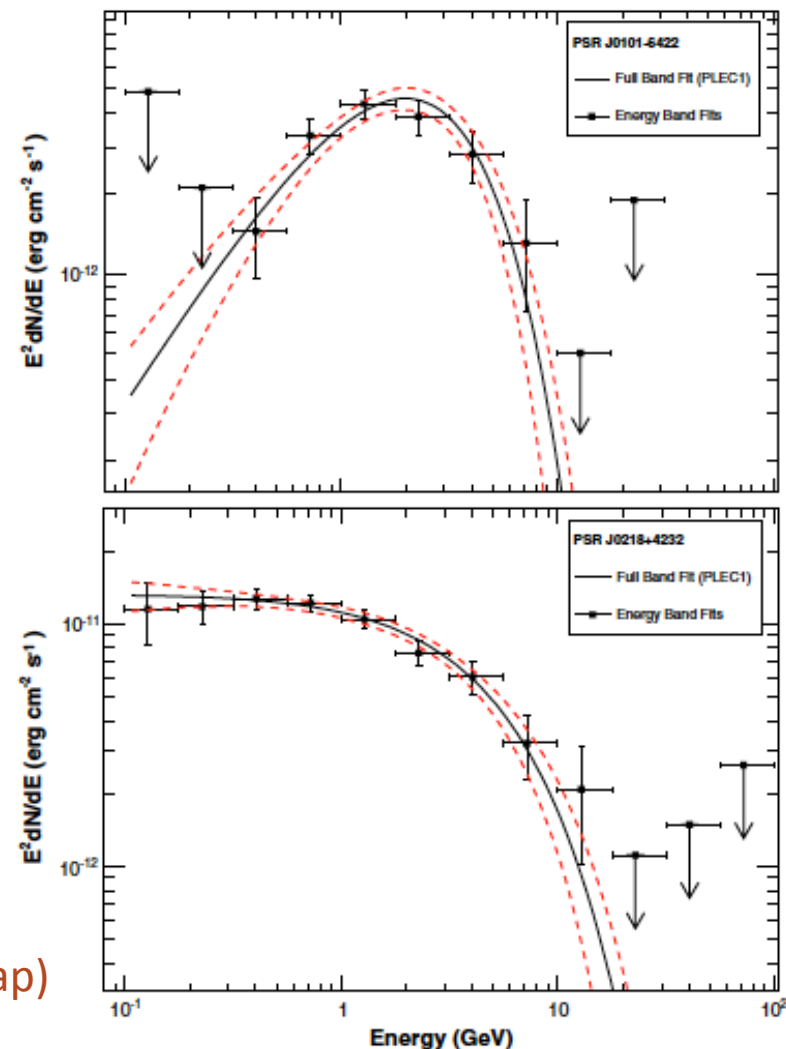 PSR J0101-6422
Full Band Fit (PLEC1)
Energy Band Fits
E²dN/dE (erg cm⁻² s⁻¹)
10⁻¹²
PSR J0218+4232
Full Band Fit (PLEC1)
Energy Band Fits
E²dN/dE (erg cm⁻² s⁻¹)
10⁻¹¹
10⁻¹²
ap)
10⁻¹ 1 10 10²
Energy (GeV)